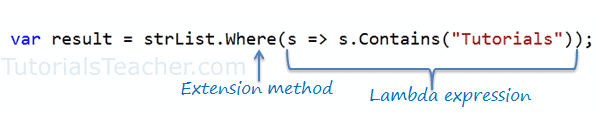 var result = strList.Where(s => s.Contains("Tutorials"));
TutorialsTeacher.com
Extension method
Lambda expression